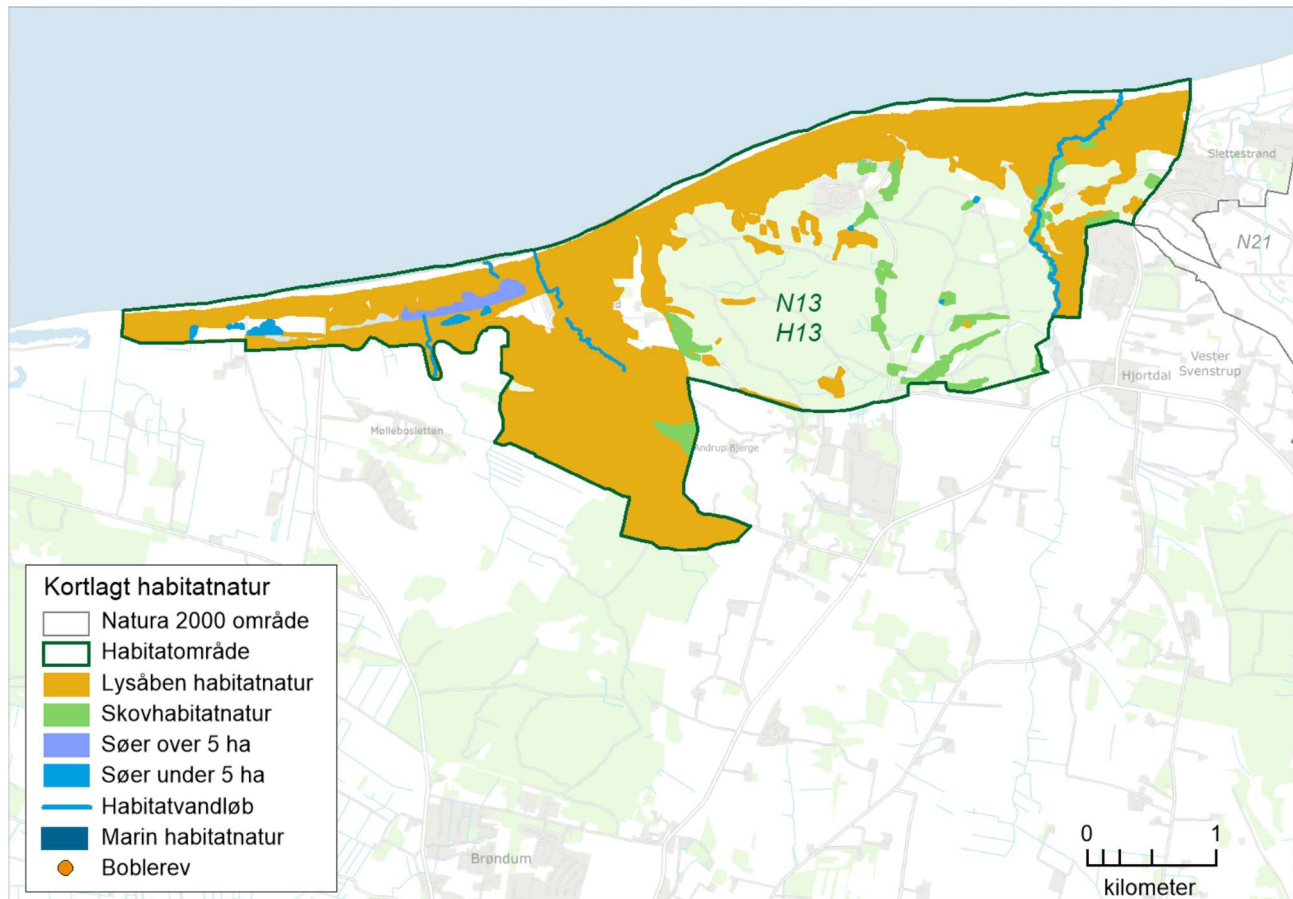 Slettestrand
N21
N13
H13
Vester
Svenstrup
Hjortdal
Møllebosletten
Andrup Bjerge
Kortlagt habitatnatur
Natura 2000 område
Habitatområde
Lysåben habitatnatur
Skovhabitatnatur
Søer over 5 ha
Søer under 5 ha
Habitatvandløb
Marin habitatnatur
Boblerev
Brøndum
0 1
kilometer